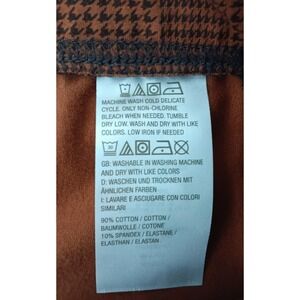 MACHINE WASH COLD DELICATE
CYCLE. ONLY NON-CHLORINE
BLEACH WHEN NEEDED. TUMBLE
DRY LOW. WASH AND DRY WITH LIKE
COLORS. LOW IRON IF NEEDED
GB: WASHABLE IN WASHING MACHINE
AND DRY WITH LIKE COLORS
D: WASCHEN UND TROCKNEN MIT
ÄHNLICHEN FARBEN
I: LAVARE E ASCIUGARE CON COLORI
SIMILARI
90% COTTON / COTTON /
BAUMWOLLE / COTONE
10% SPANDEX / ELASTANE /
ELASTHAN / ELASTAN